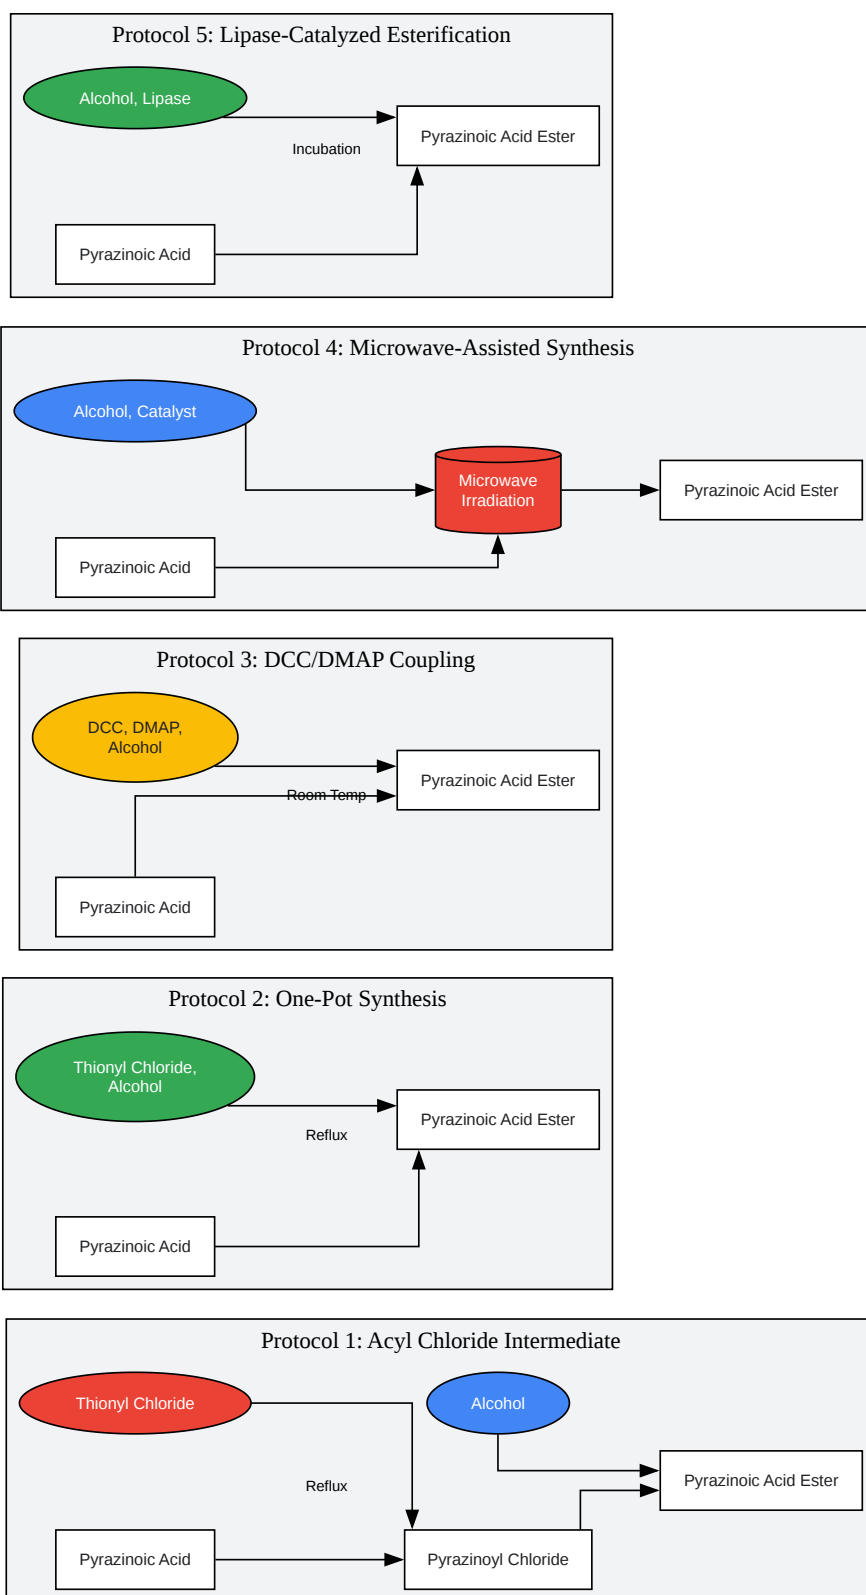 Protocol 5: Lipase-Catalyzed Esterification
Alcohol, Lipase
Pyrazinoic Acid Ester
Incubation
Pyrazinoic Acid
Protocol 4: Microwave-Assisted Synthesis
Alcohol, Catalyst
Microwave
Irradiation
Pyrazinoic Acid Ester
Pyrazinoic Acid
Protocol 3: DCC/DMAP Coupling
DCC, DMAP,
Alcohol
Pyrazinoic Acid Ester
Room Temp
Pyrazinoic Acid
Protocol 2: One-Pot Synthesis
Thionyl Chloride,
Alcohol
Pyrazinoic Acid Ester
Reflux
Pyrazinoic Acid
Protocol 1: Acyl Chloride Intermediate
Thionyl Chloride
Alcohol
Reflux
Pyrazinoic Acid Ester
Pyrazinoic Acid
Pyrazinoyl Chloride